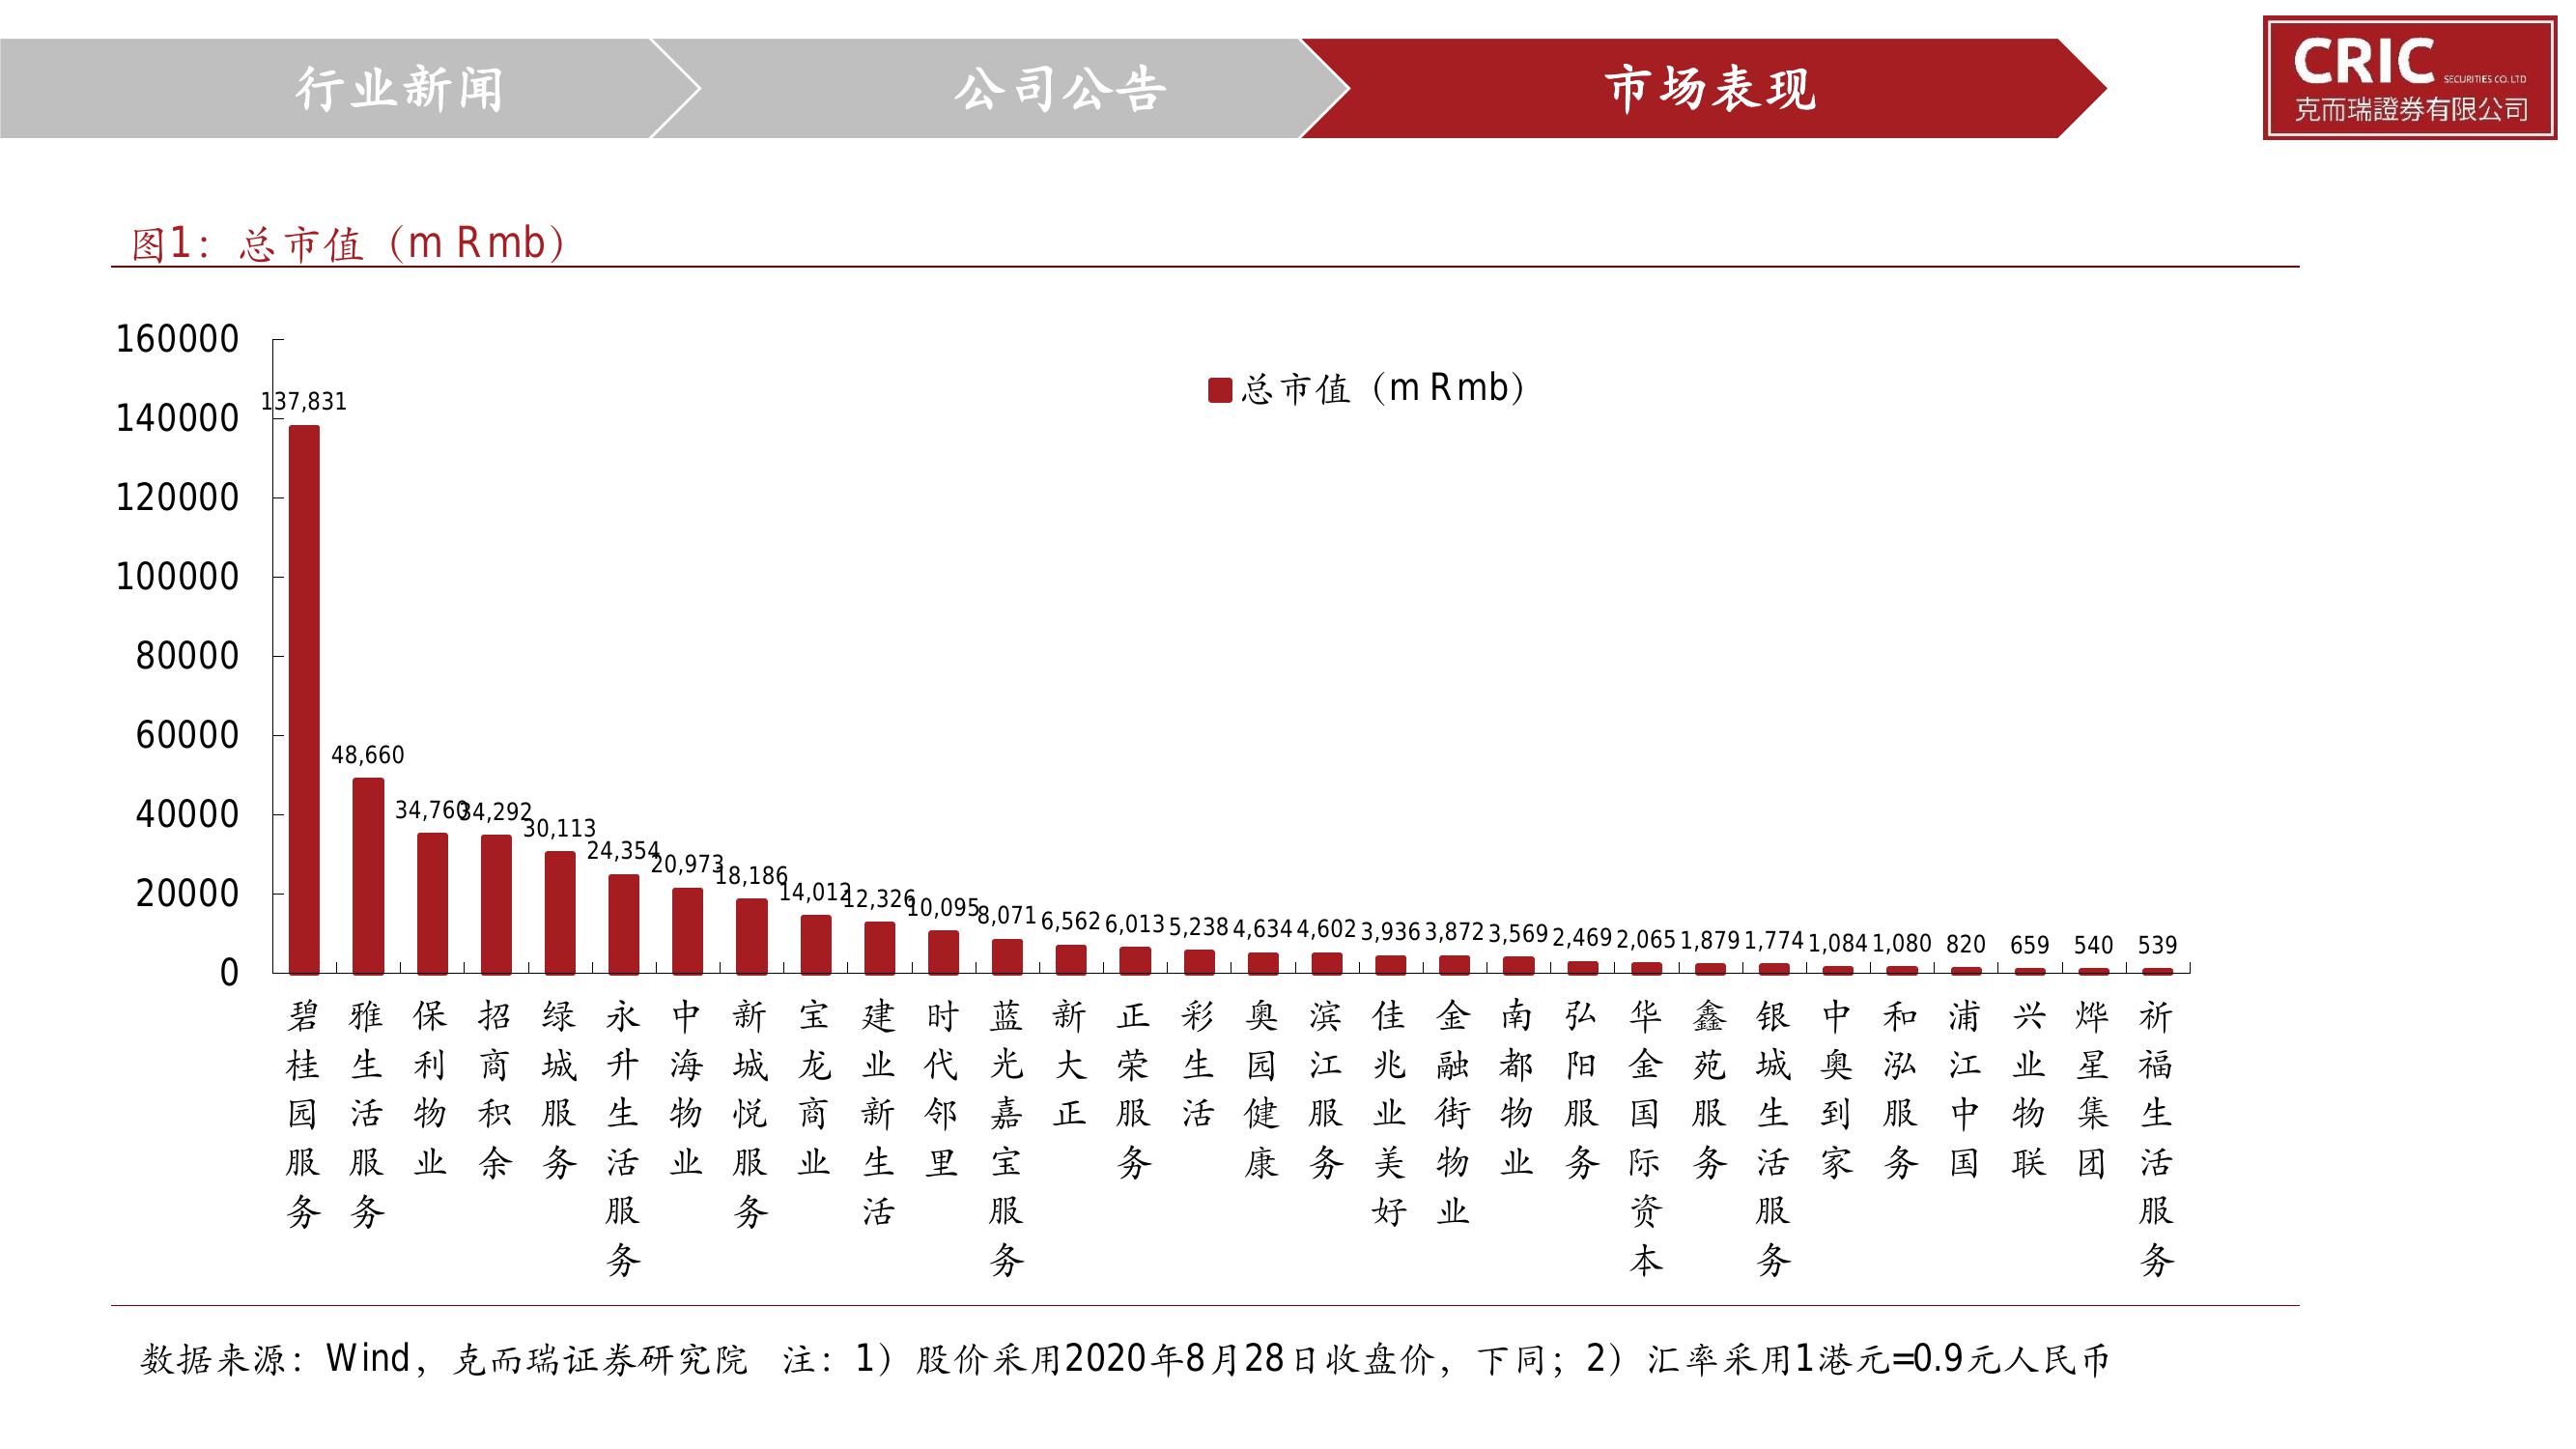 行业新闻
公司公告
市场表现
CRIC SECURITIES CO. LTD
克而瑞證券有限公司
图1：总市值（m Rmb）
总市值（m Rmb）
160000
140000
120000
100000
80000
60000
40000
20000
0
137,831
48,660
34,760
34,292
30,113
24,354
20,973
18,186
14,012
12,326
10,095
8,071
6,562
6,013
5,238
4,634
4,602
3,936
3,872
3,569
2,469
2,065
1,879
1,774
1,084
1,080
820
659
540
539
碧桂园服务
雅生活服务
保利物业
招商积余
绿城服务
永升生活服务
中海物业
新城悦服务
宝龙商业
建业新生活
时代邻里
蓝光嘉宝服务
新大正
正荣服务
彩生活
奥园健康
滨江服务
佳兆业美好
金融街物业
南都物业
弘阳服务
华金国际资本
鑫苑服务
银城生活服务
中奥到家
和泓服务
浦江中国
兴业物联
烨星集团
祈福生活服务
数据来源：Wind，克而瑞证券研究院 注：1）股价采用2020年8月28日收盘价，下同；2）汇率采用1港元=0.9元人民币